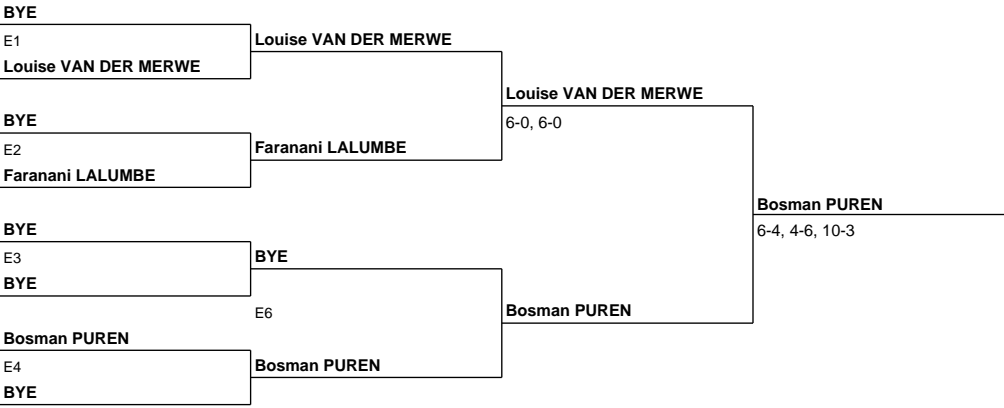 BYE
E1
Louise VAN DER MERWE
Louise VAN DER MERWE
BYE
E2
Faranani LALUMBE
Faranani LALUMBE
Louise VAN DER MERWE
6-0, 6-0
BYE
E3
BYE
BYE
E6
Bosman PUREN
E4
BYE
Bosman PUREN
Bosman PUREN
Bosman PUREN
6-4, 4-6, 10-3